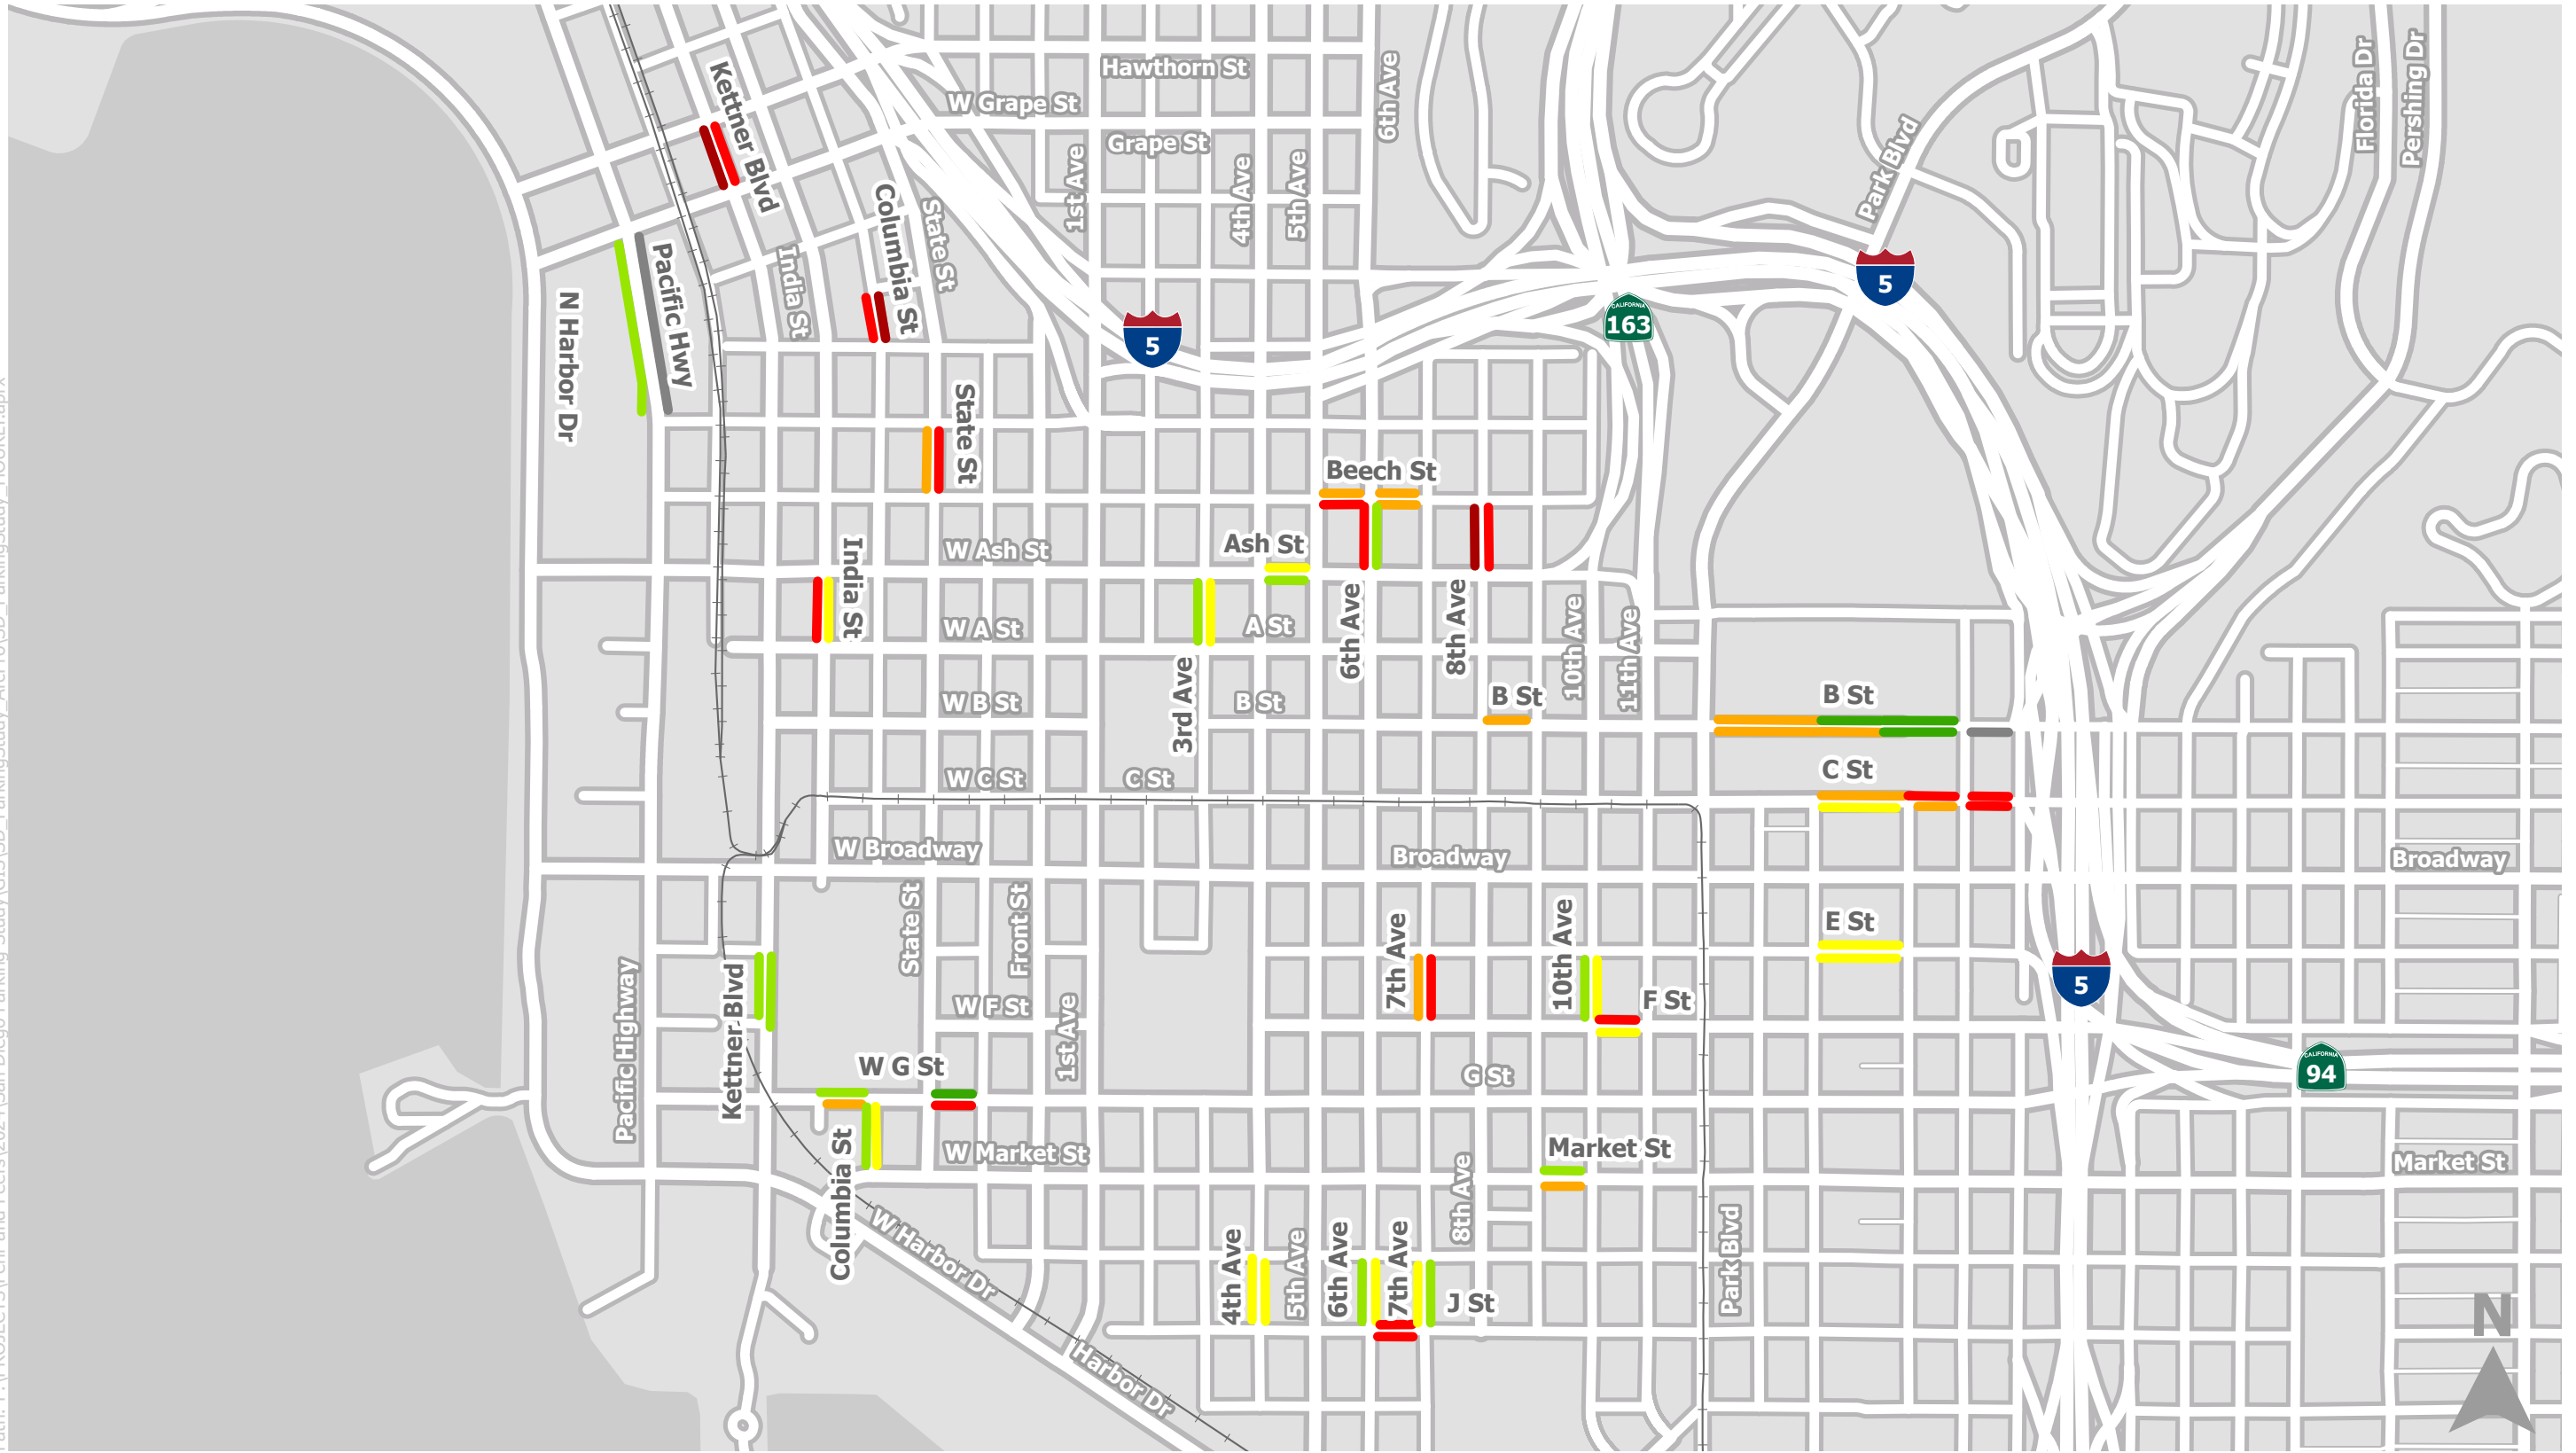 Hawthorn St
W Grape St
Grape St
Kettner Blvd
6th Ave
Florida Dr
Pershing Dr
Park Blvd
1st Ave
4th Ave
5th Ave
Columbia St
State St
India St
Pacific Hwy
N Harbor Dr
5
CALIFORNIA
163
5
State St
Beech St
W Ash St
Ash St
India St
W A St
A St
6th Ave
8th Ave
10th Ave
11th Ave
3rd Ave
W B St
B St
B St
B St
W C St
C St
C St
W Broadway
Broadway
Broadway
State St
Front St
7th Ave
10th Ave
E St
5
Pacific Highway
Kettner Blvd
W F St
1st Ave
F St
W G St
G St
CALIFORNIA
94
Columbia St
W Market St
Market St
Market St
8th Ave
W Harbor Dr
4th Ave
5th Ave
6th Ave
7th Ave
J St
Park Blvd
Harbor Dr
N